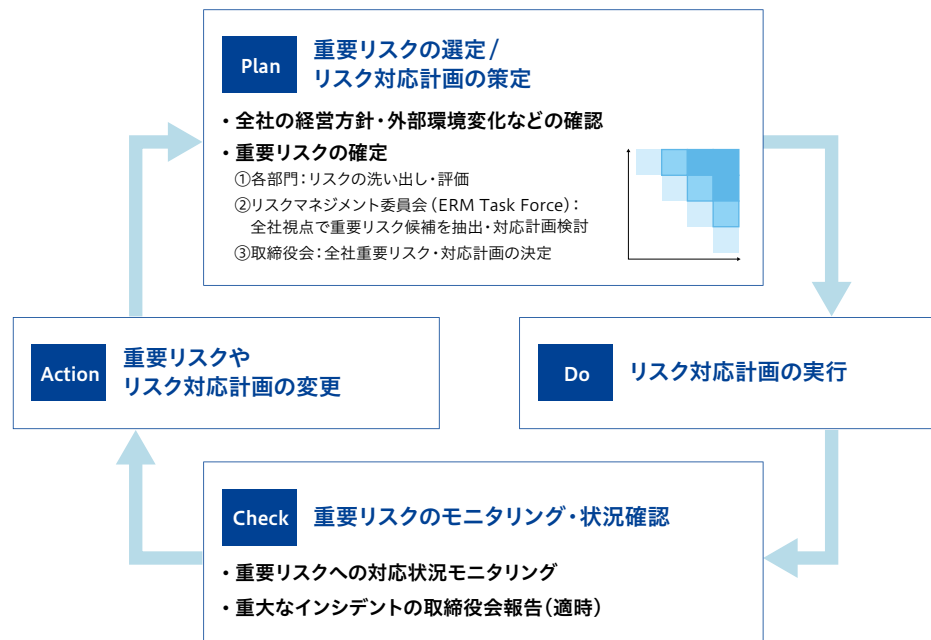 Plan
重要リスクの選定/
リスク対応計画の策定
・全社の経営方針・外部環境変化などの確認
・重要リスクの確定
①各部門：リスクの洗い出し・評価
②リスクマネジメント委員会（ERM Task Force）：
全社視点で重要リスク候補を抽出・対応計画検討
③取締役会：全社重要リスク・対応計画の決定
Action
重要リスクや
リスク対応計画の変更
Do
リスク対応計画の実行
Check
重要リスクのモニタリング・状況確認
・重要リスクへの対応状況モニタリング
・重大なインシデントの取締役会報告（適時）